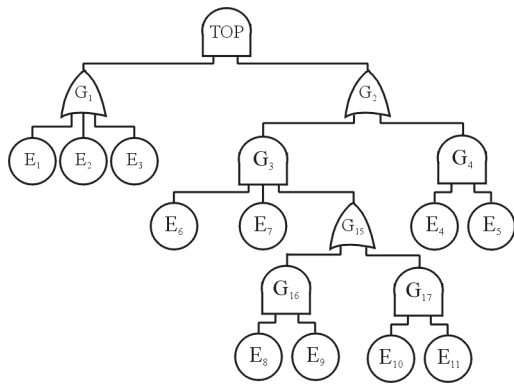 TOP
G₁
G₂
E₁ E₂ E₃
G₃
G₄
E₆ E₇
G₁₅
E₄ E₅
G₁₆
G₁₇
E₈ E₉
E₁₀ E₁₁